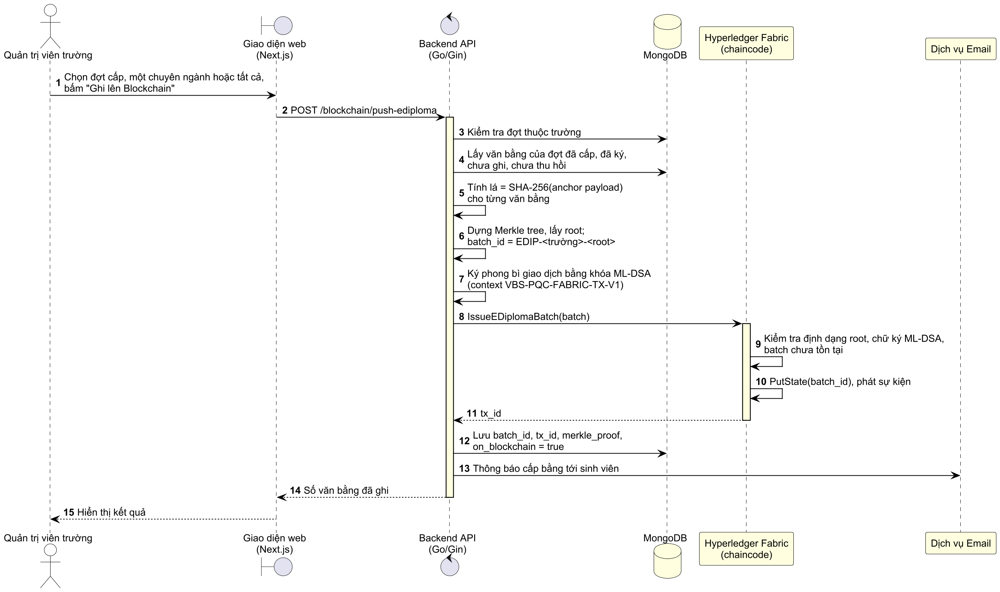 Quản trị viên trường
Giao diện web
(Next.js)
Backend API
(Go/Gin)
MongoDB
Hyperledger Fabric
(chaincode)
Dịch vụ Email
1 Chọn đợt cấp, một chuyên ngành hoặc tất cả,
bấm "Ghi lên Blockchain"
2 POST /blockchain/push-ediploma
3 Kiểm tra đợt thuộc trường
4 Lấy văn bằng của đợt đã cấp, đã ký,
chưa ghi, chưa thu hồi
5 Tính lá = SHA-256(anchor payload)
cho từng văn bằng
6 Dựng Merkle tree, lấy root;
batch_id = EDIP-<trường>-<root>
7 Ký phong bì giao dịch bằng khóa ML-DSA
(context VBS-PQC-FABRIC-TX-V1)
8 IssueEDiplomaBatch(batch)
9 Kiểm tra định dạng root, chữ ký ML-DSA,
batch chưa tồn tại
10 PutState(batch_id), phát sự kiện
11 tx_id
12 Lưu batch_id, tx_id, merkle_proof,
on_blockchain = true
13 Thông báo cấp bằng tới sinh viên
14 Số văn bằng đã ghi
15 Hiển thị kết quả
Quản trị viên trường
Giao diện web
(Next.js)
Backend API
(Go/Gin)
MongoDB
Hyperledger Fabric
(chaincode)
Dịch vụ Email